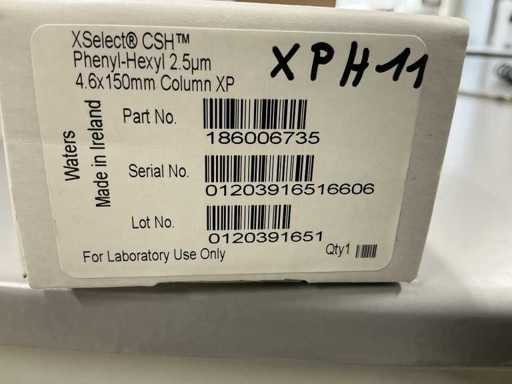 XSelect® CSH™
Phenyl-Hexyl 2.5µm
4.6x150mm Column XP
XPH11
Waters
Made in Ireland
Part No.
186006735
Serial No.
01203916516606
Lot No.
0120391651
For Laboratory Use Only
Qty1